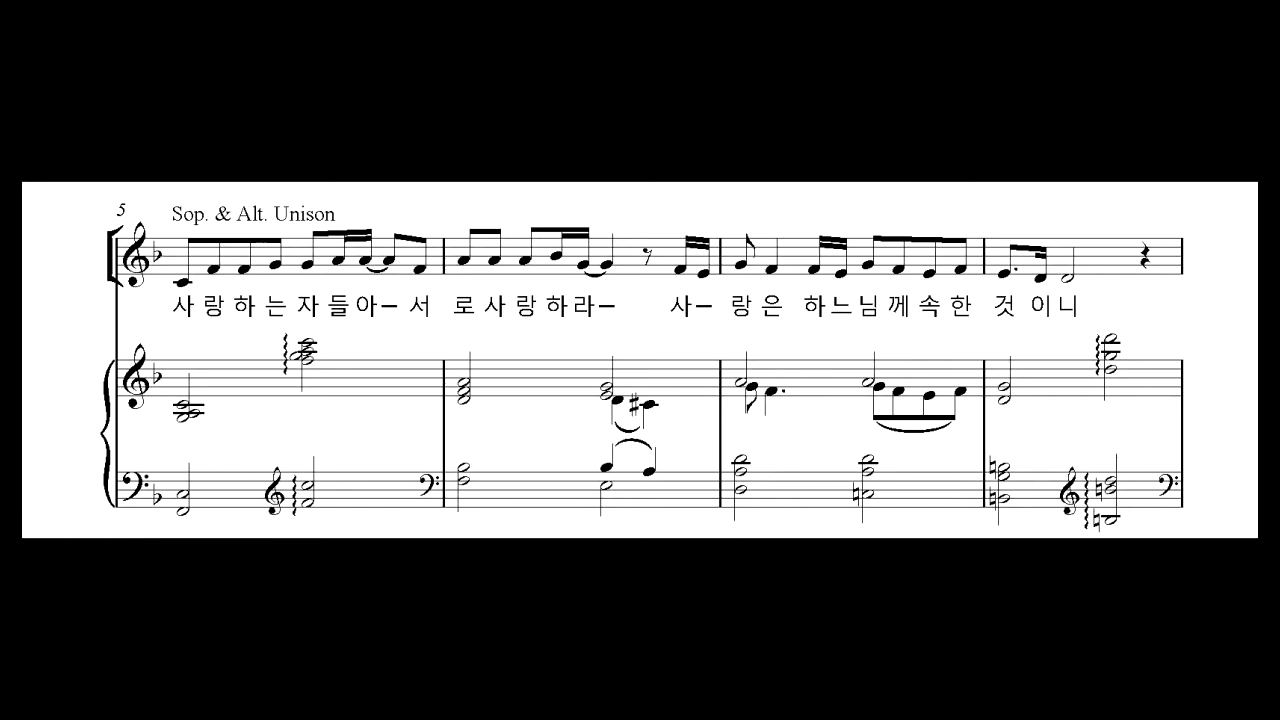 5
Sop. & Alt. Unison
사 랑 하 는 자 들 아– 서 로 사 랑 하 라– 사– 랑 은 하 느 님 께 속 한 것 이 니